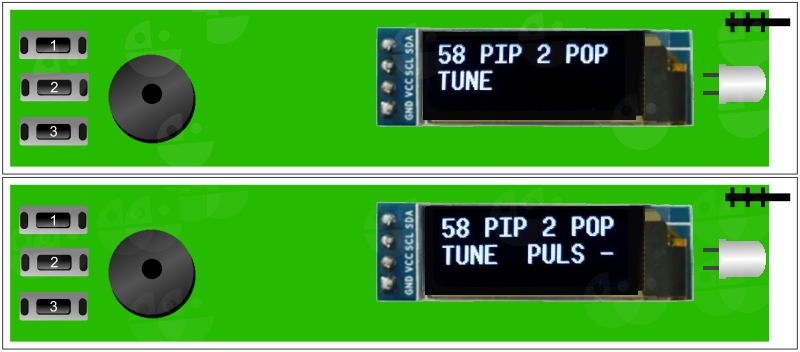 1
2
3
GND VCC SCL SDA
58 PIP 2 POP
TUNE
1
2
3
GND VCC SCL SDA
58 PIP 2 POP
TUNE PULS -